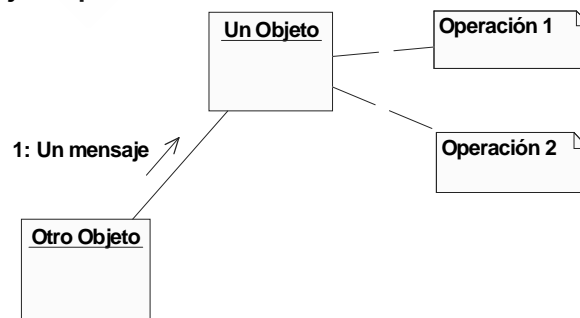 Un Objeto
Operación 1
1: Un mensaje
Operación 2
Otro Objeto